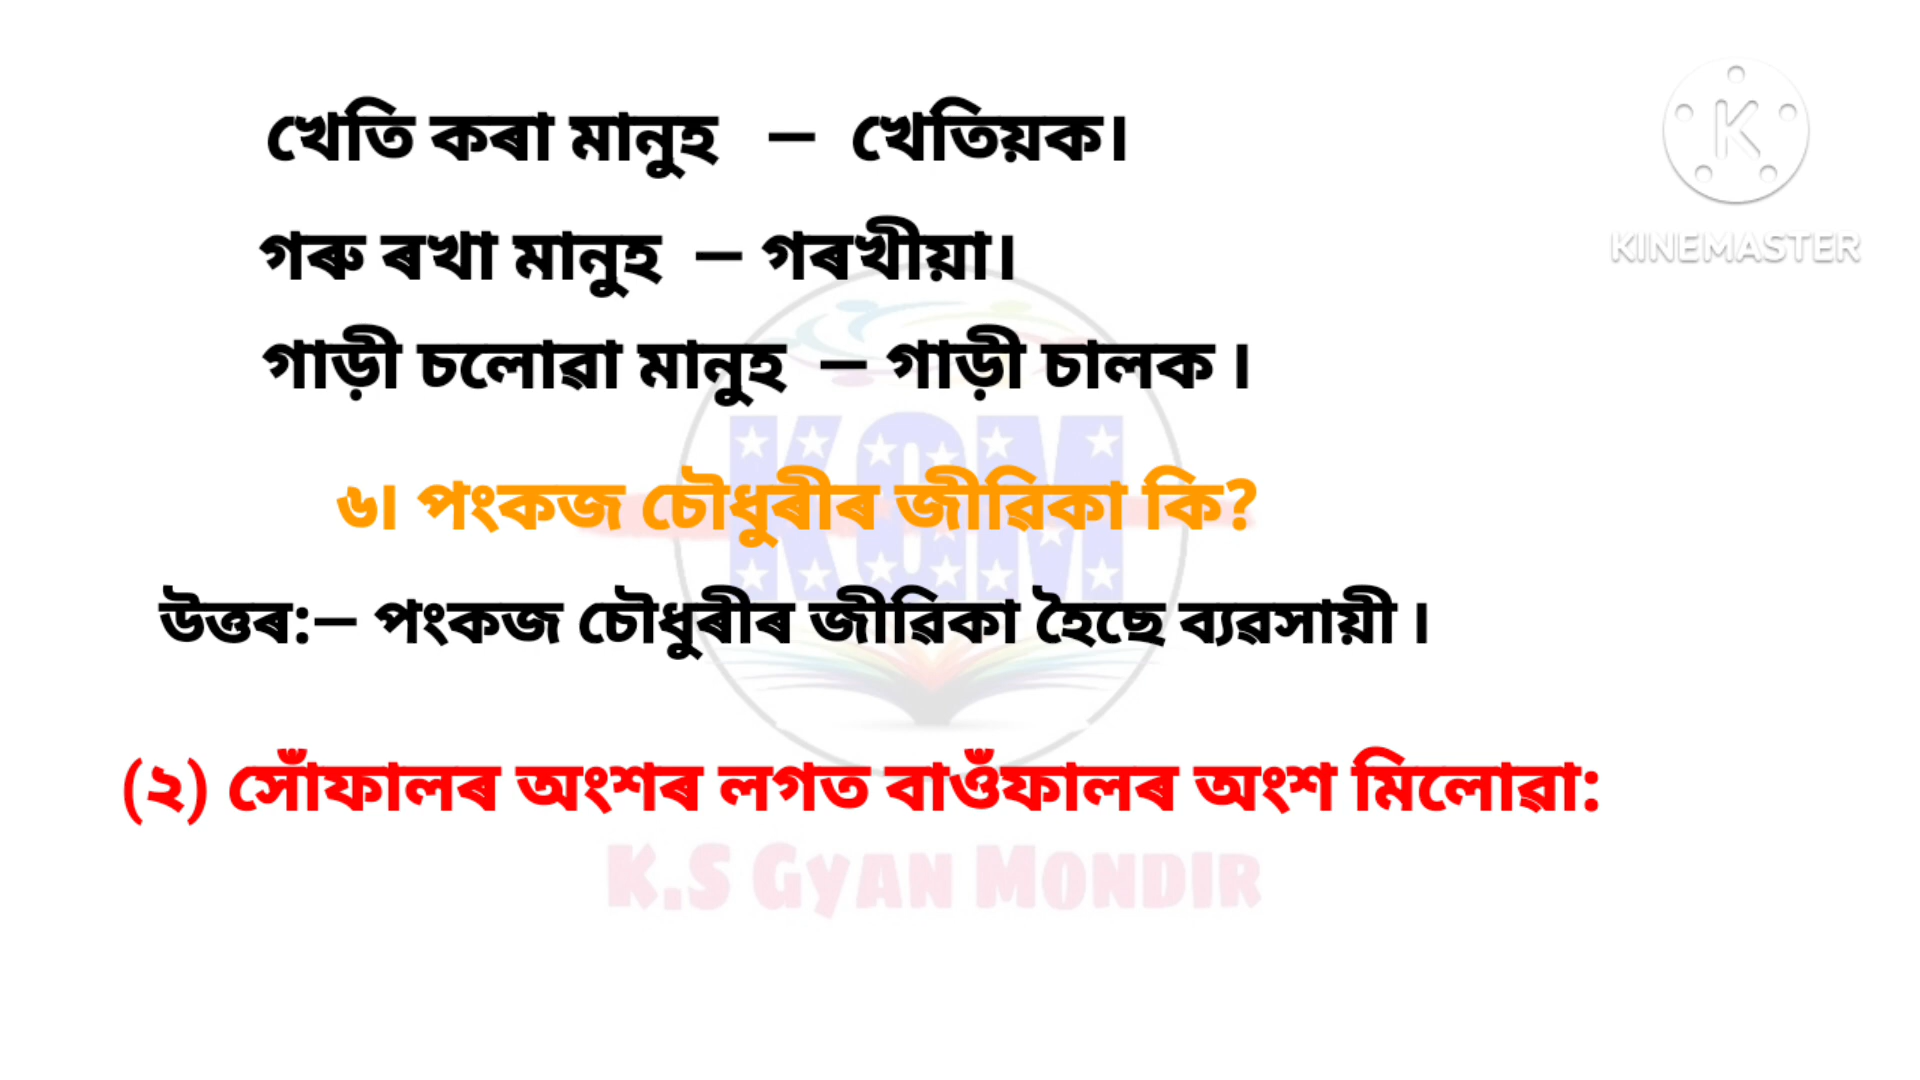 খেতি কৰা মানুহ – খেতিয়ক।
KINEMASTER
গৰু ৰখা মানুহ – গৰখীয়া।
গাড়ী চলোৱা মানুহ – গাড়ী চালক ।
KGM
৬। পংকজ চৌধুৰীৰ জীৱিকা কি?
উত্তৰ:– পংকজ চৌধুৰীৰ জীৱিকা হৈছে ব্যৱসায়ী ।
(২) সোঁফালৰ অংশৰ লগত বাওঁফালৰ অংশ মিলোৱা:
K.S GYAN MONDIR